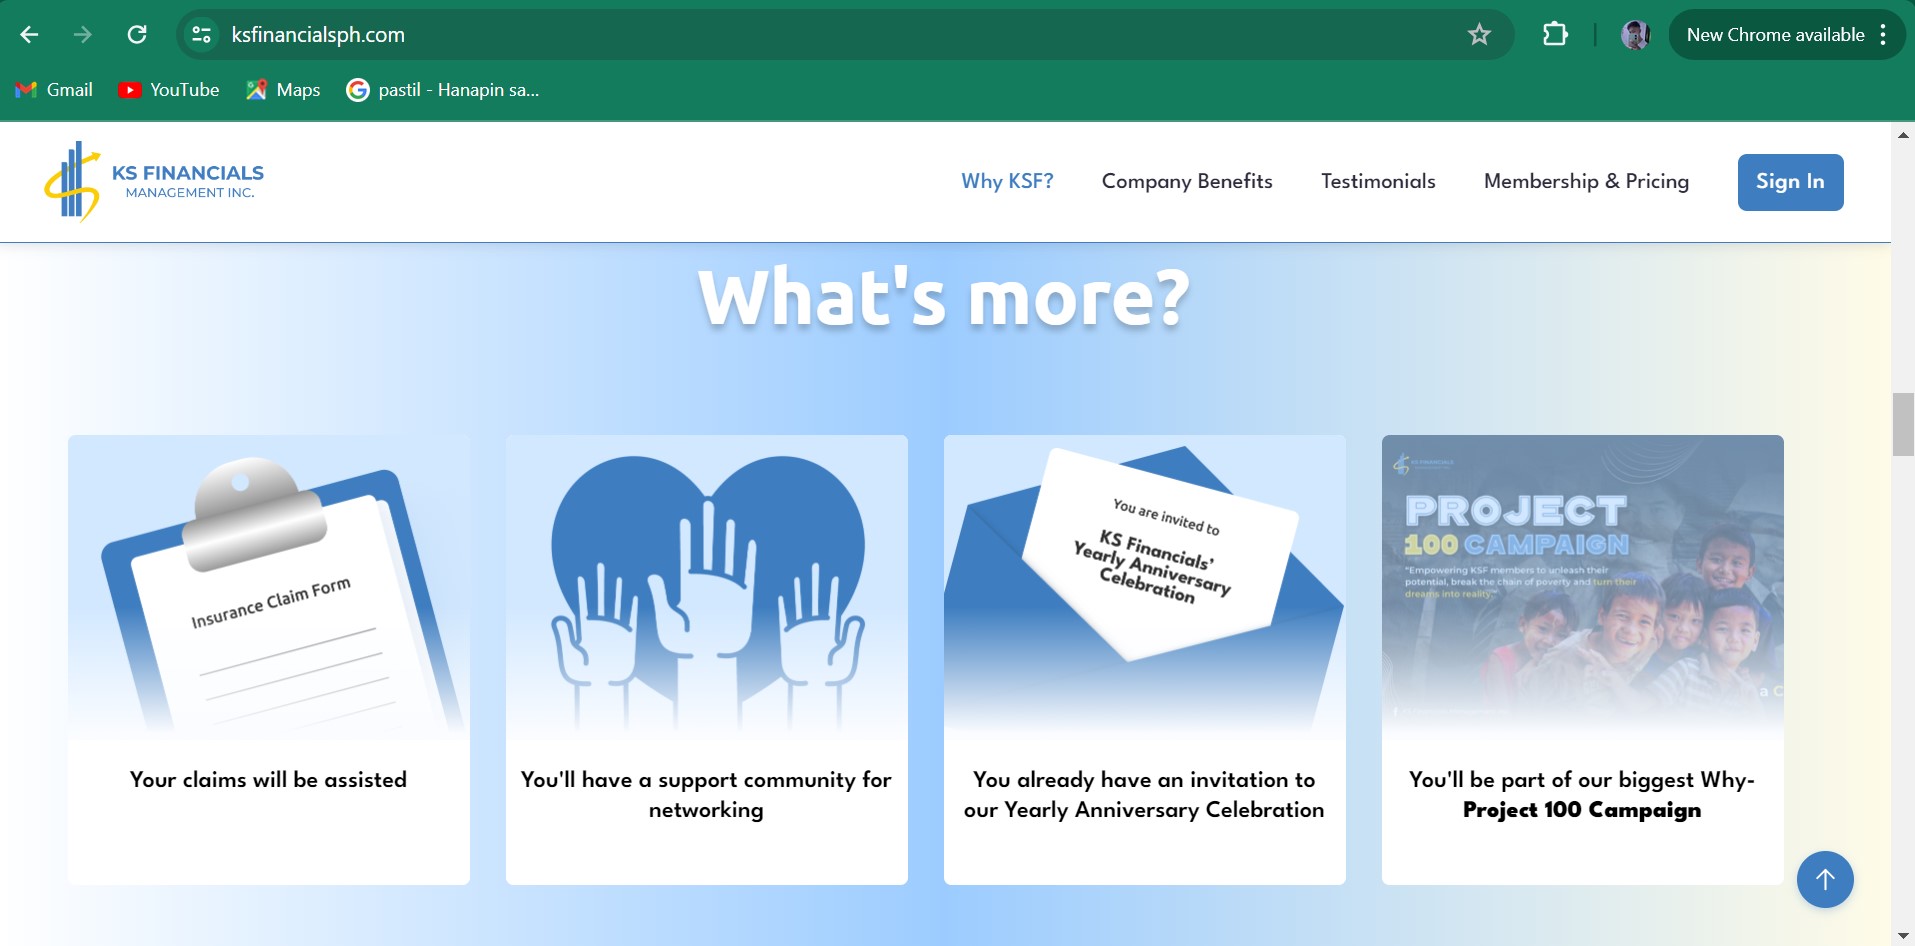 ksfinancialsph.com
New Chrome available
Gmail
YouTube
Maps
pastil - Hanapin sa...
KS FINANCIALS
MANAGEMENT INC.
Why KSF?
Company Benefits
Testimonials
Membership & Pricing
Sign In
What's more?
Insurance Claim Form
Your claims will be assisted
You'll have a support community for
networking
You are invited to
KS Financials'
Yearly Anniversary
Celebration
You already have an invitation to
our Yearly Anniversary Celebration
KS FINANCIALS
PROJECT
100 CAMPAIGN
"Empowering KSF members to unleash their
potential, break the chain of poverty and turn their
dreams into reality."
a C
You'll be part of our biggest Why-
Project 100 Campaign